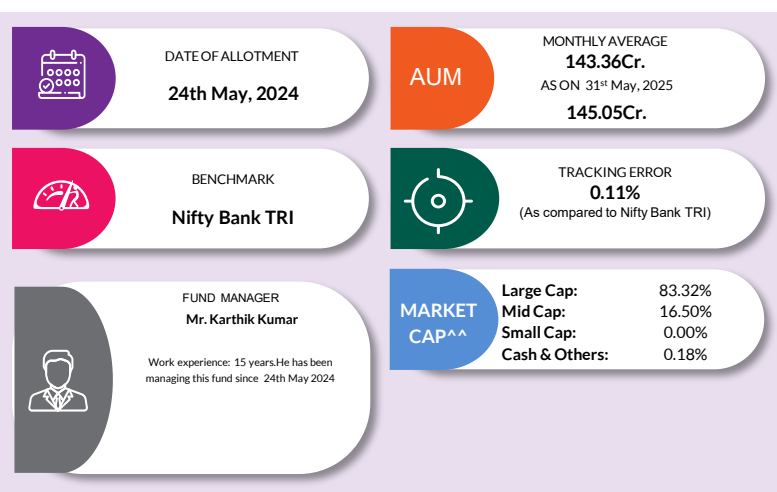 DATE OF ALLOTMENT
24th May, 2024
AUM
MONTHLY AVERAGE
143.36Cr.
AS ON 31st May, 2025
145.05Cr.
BENCHMARK
Nifty Bank TRI
TRACKING ERROR
0.11%
(As compared to Nifty Bank TRI)
FUND MANAGER
Mr. Karthik Kumar
Work experience: 15 years.He has been
managing this fund since 24th May 2024
MARKET
CAP^^
Large Cap: 83.32%
Mid Cap: 16.50%
Small Cap: 0.00%
Cash & Others: 0.18%